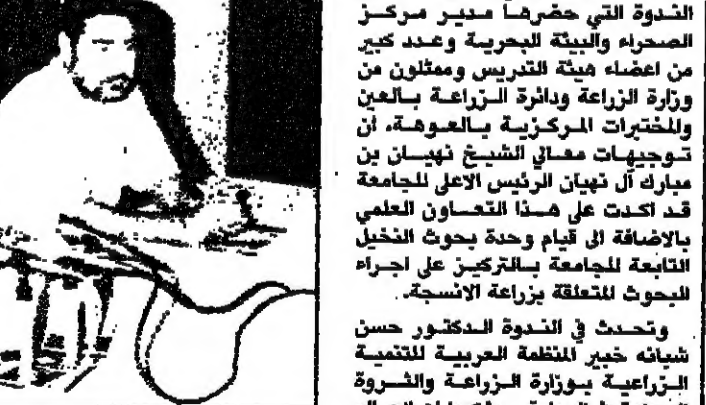 الندوة التي حضرها مدير مركز
الصحراء والبيئة البحرية وعدد كبير
من اعضاء هيئة التدريس وممثلون من
وزارة الزراعة ودائرة الزراعة بالعين
والمختبرات المركزية بالعوهة، ان
توجيهات معالي الشيخ نهيان بن
مبارك آل نهيان الرئيس الاعلى للجامعة
قد اكدت على هذا التعاون العلمي
بالاضافة الى قيام وحدة بحوث النخيل
التابعة للجامعة بالتركيز على اجراء
البحوث المتعلقة بزراعة الانسجة.
وتحدث في الندوة الدكتور حسن
شبانه خبير المنظمة العربية للتنمية
الزراعية بوزارة الزراعة والثروة